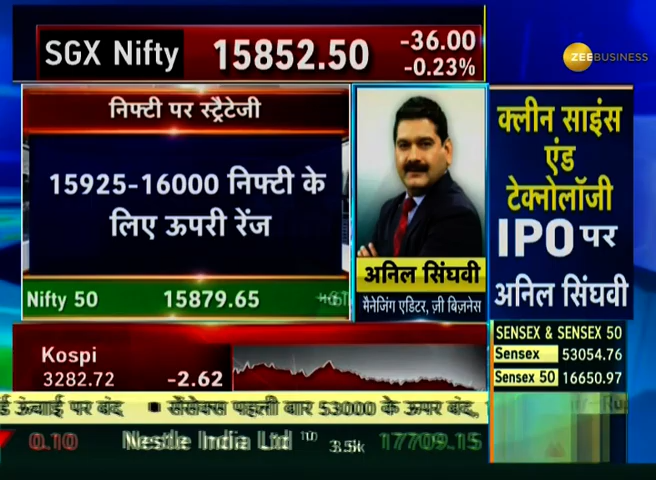 SGX Nifty 15852.50 -36.00
-0.23%
ZEEBUSINESS
निफ्टी पर स्ट्रैटेजी
15925-16000 निफ्टी के
लिए ऊपरी रेंज
Nifty 50 15879.65
अनिल सिंघवी
मैनेजिंग एडिटर, ज़ी बिज़नेस
क्लीन साइंस
एंड
टेक्नोलॉजी
IPO पर
अनिल सिंघवी
SENSEX & SENSEX 50
Sensex 53054.76
Sensex 50 16650.97
Kospi
3282.72 -2.62
ऊंचाई पर बंद ▪ सेंसेक्स पहली बार 53000 के ऊपर बंद,
0.10 Nestle India Ltd 3.5k 17709.15